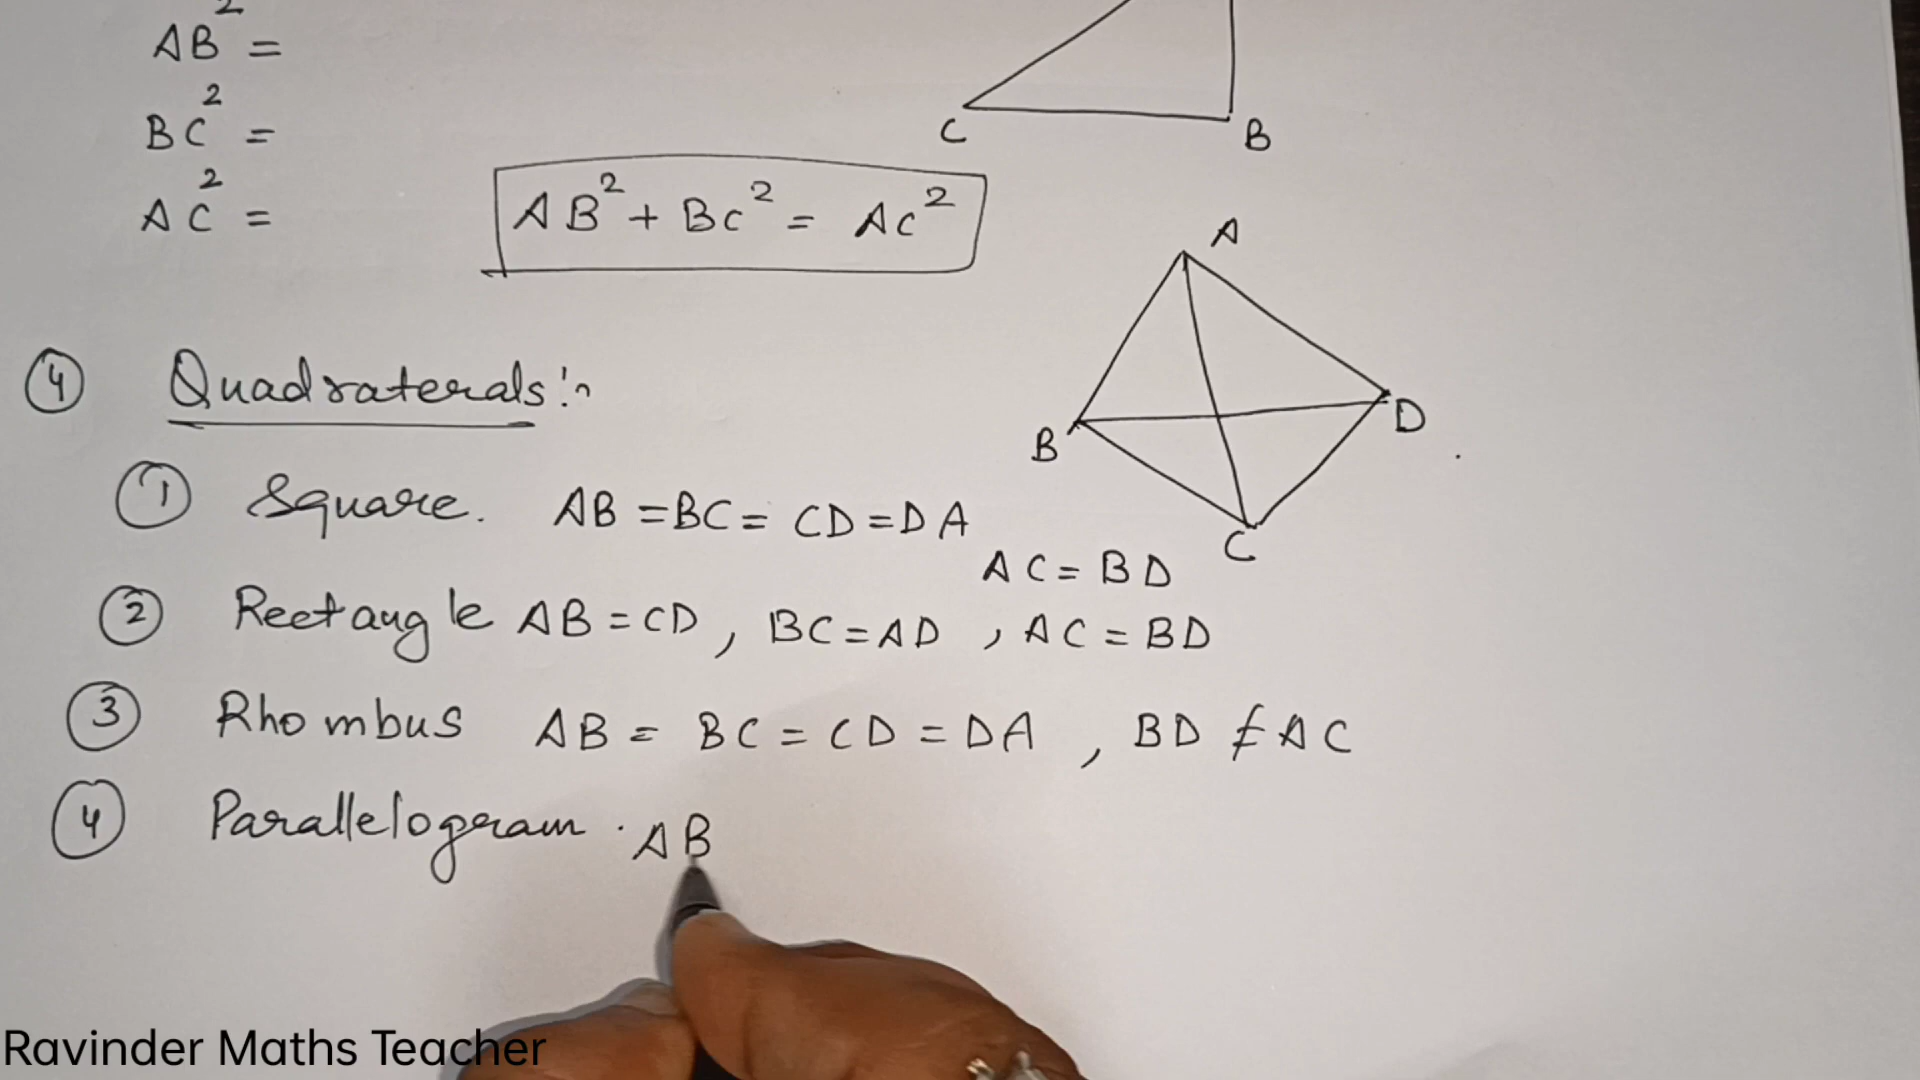 AB² =
BC² =
AC² =
C B
AB² + BC² = AC²
A
B D
C
④ Quadraterals :-
① Square. AB = BC = CD = DA
AC = BD
② Rectangle AB = CD, BC = AD, AC = BD
③ Rhombus AB = BC = CD = DA, BD ≠ AC
④ Parallelogram. AB
Ravinder Maths Teacher